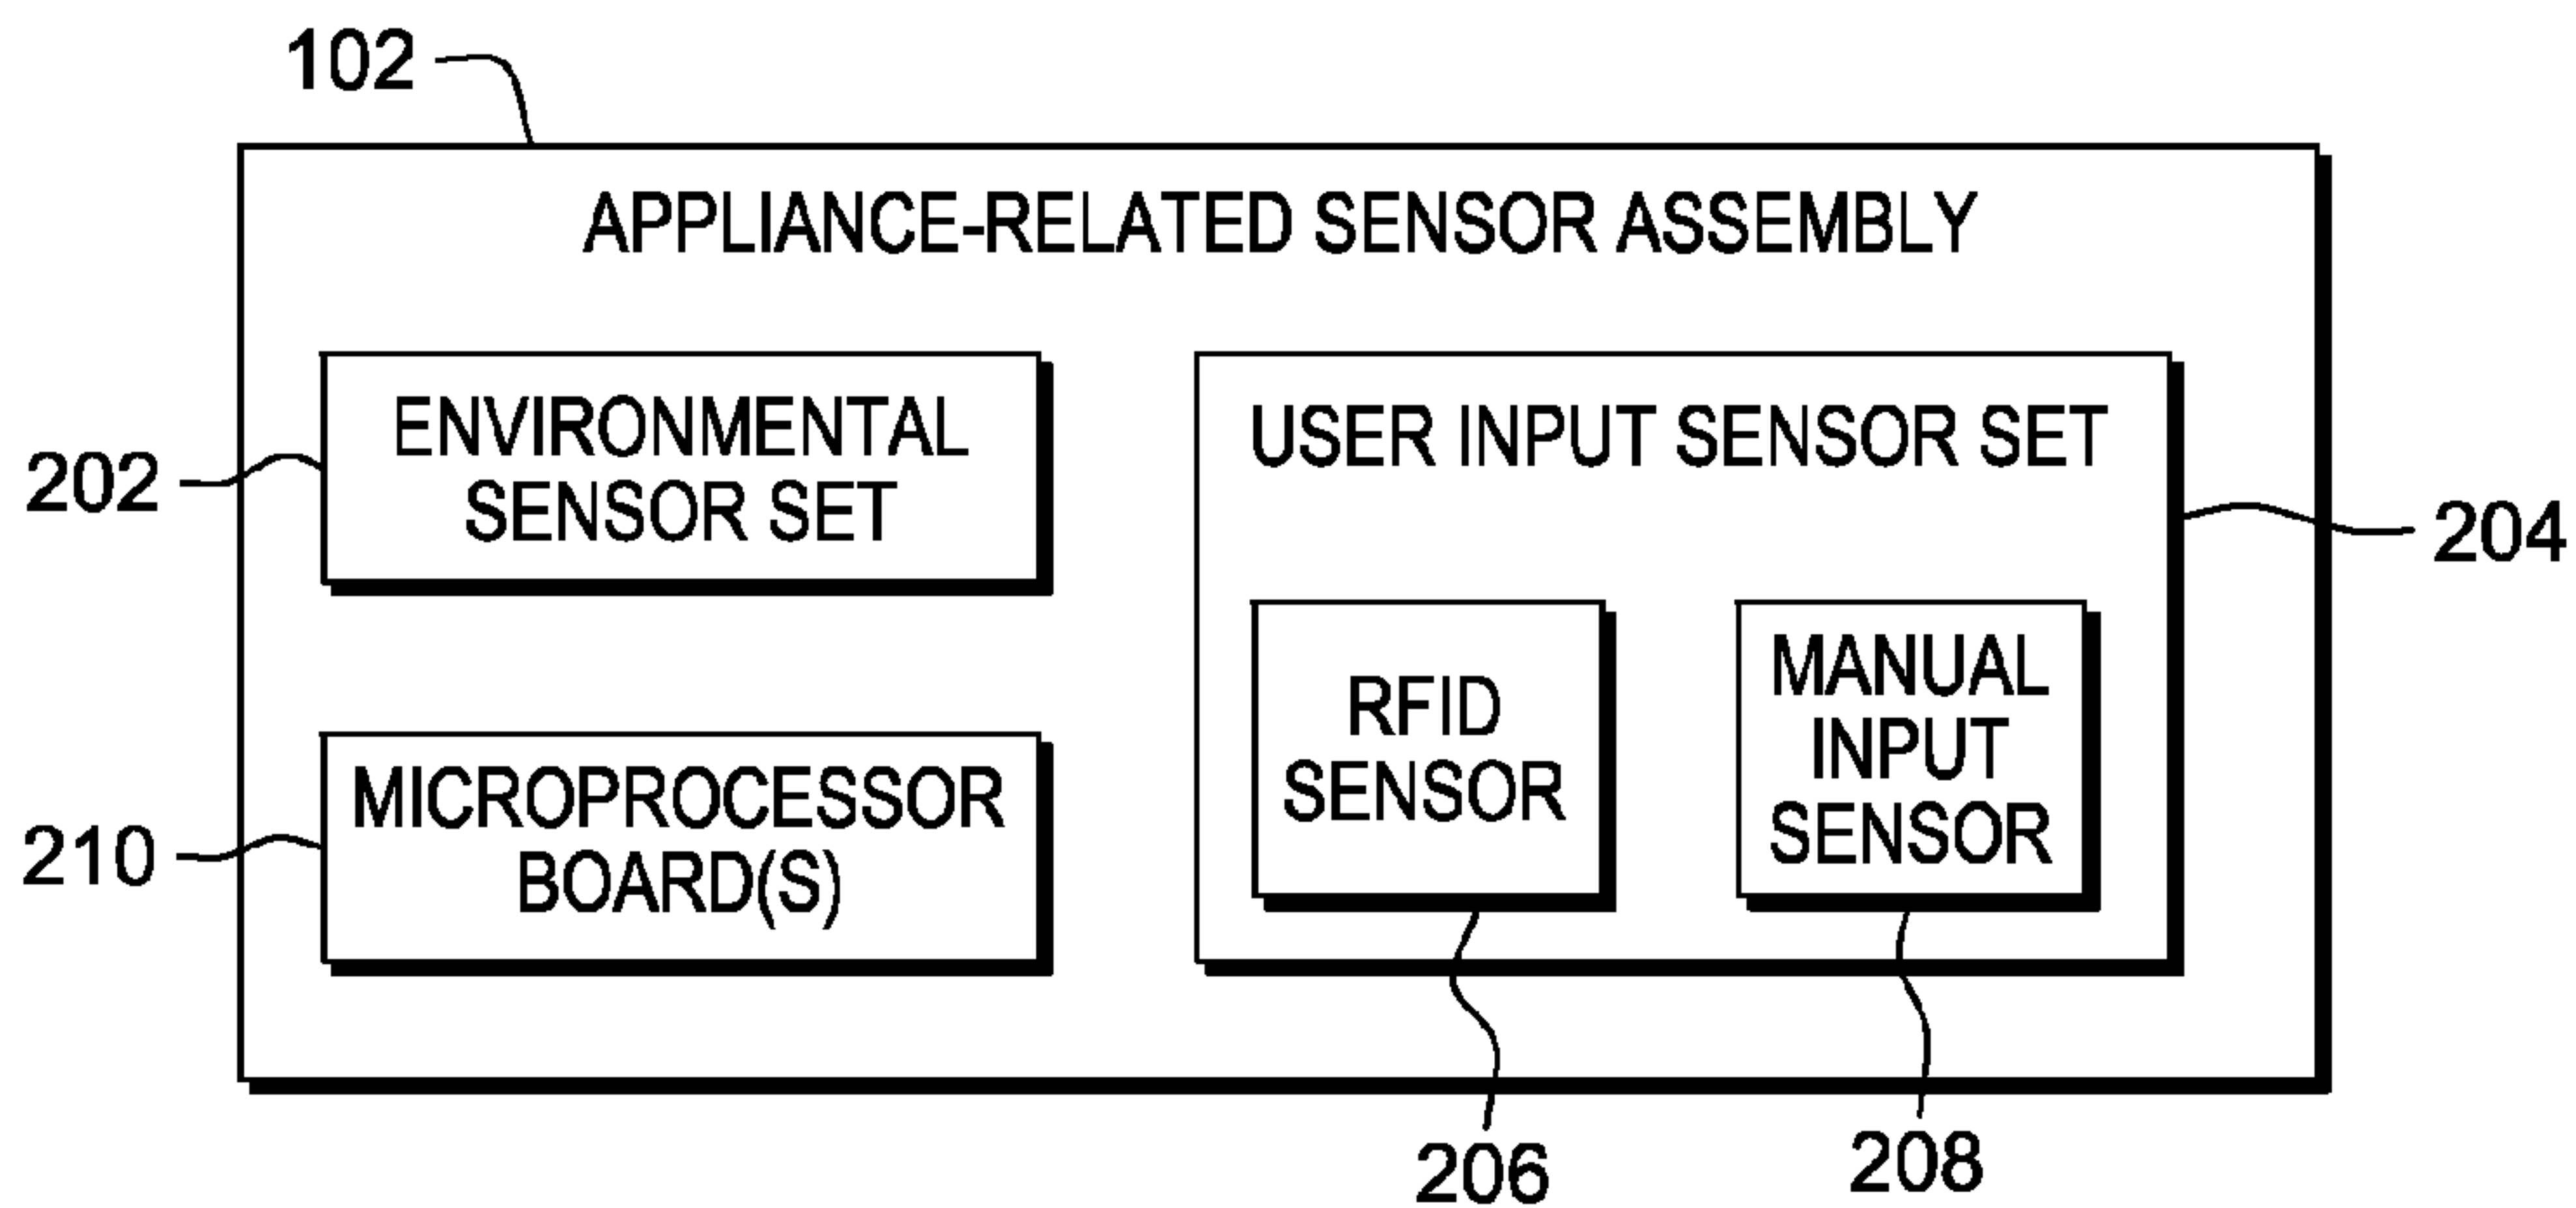 102
APPLIANCE-RELATED SENSOR ASSEMBLY
ENVIRONMENTAL
SENSOR SET
202
USER INPUT SENSOR SET
204
RFID
SENSOR
MANUAL
INPUT
SENSOR
MICROPROCESSOR
BOARD(S)
210
206
208